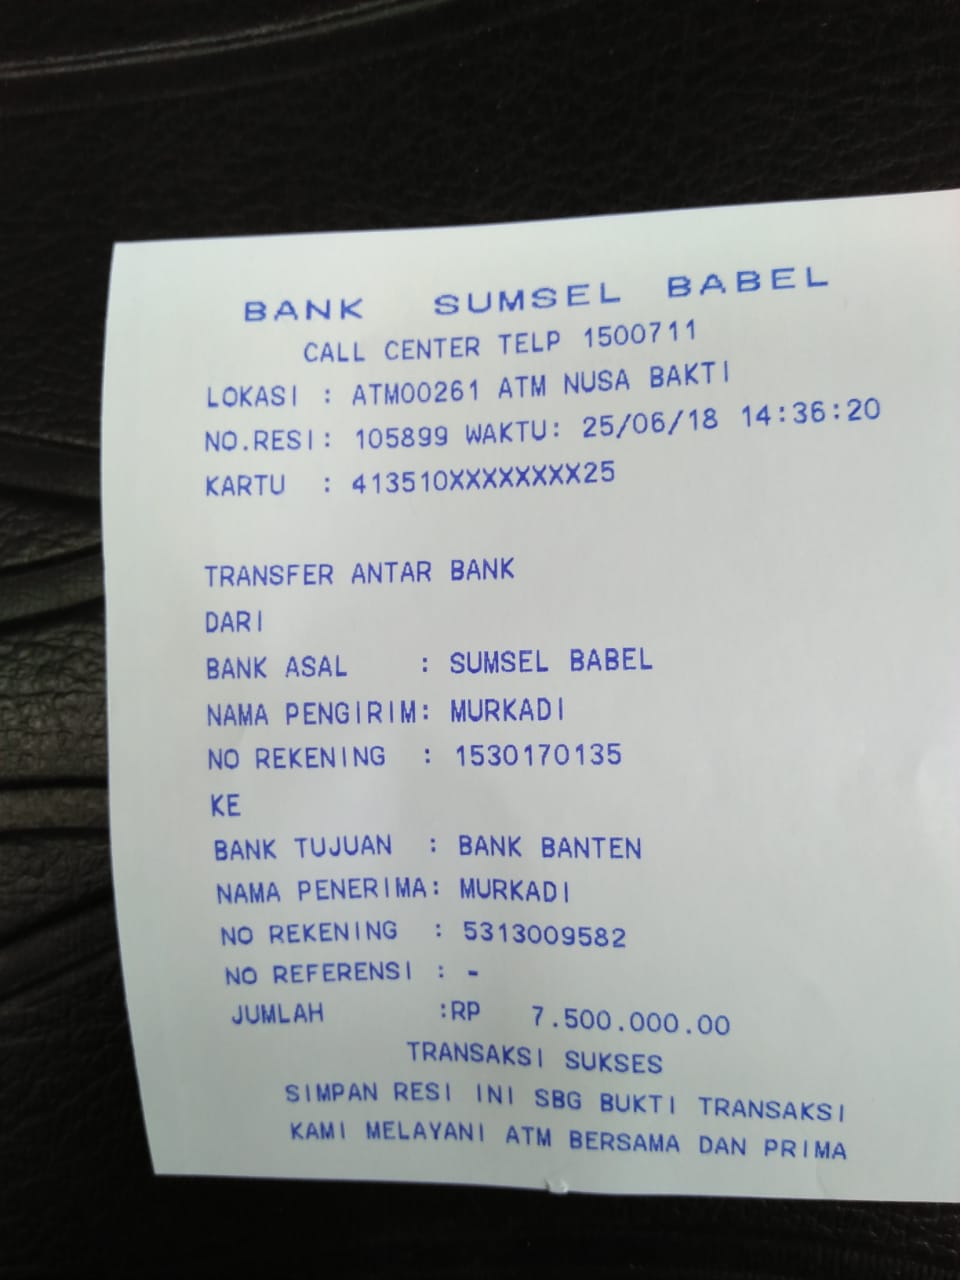 BANK SUMSEL BABEL
CALL CENTER TELP 1500711
LOKASI : ATM00261 ATM NUSA BAKTI
NO.RESI: 105899 WAKTU: 25/06/18 14:36:20
KARTU : 413510XXXXXXXX25
TRANSFER ANTAR BANK
DARI
BANK ASAL : SUMSEL BABEL
NAMA PENGIRIM: MURKADI
NO REKENING : 1530170135
KE
BANK TUJUAN : BANK BANTEN
NAMA PENERIMA: MURKADI
NO REKENING : 5313009582
NO REFERENSI : -
JUMLAH :RP 7.500.000.00
TRANSAKSI SUKSES
SIMPAN RESI INI SBG BUKTI TRANSAKSI
KAMI MELAYANI ATM BERSAMA DAN PRIMA